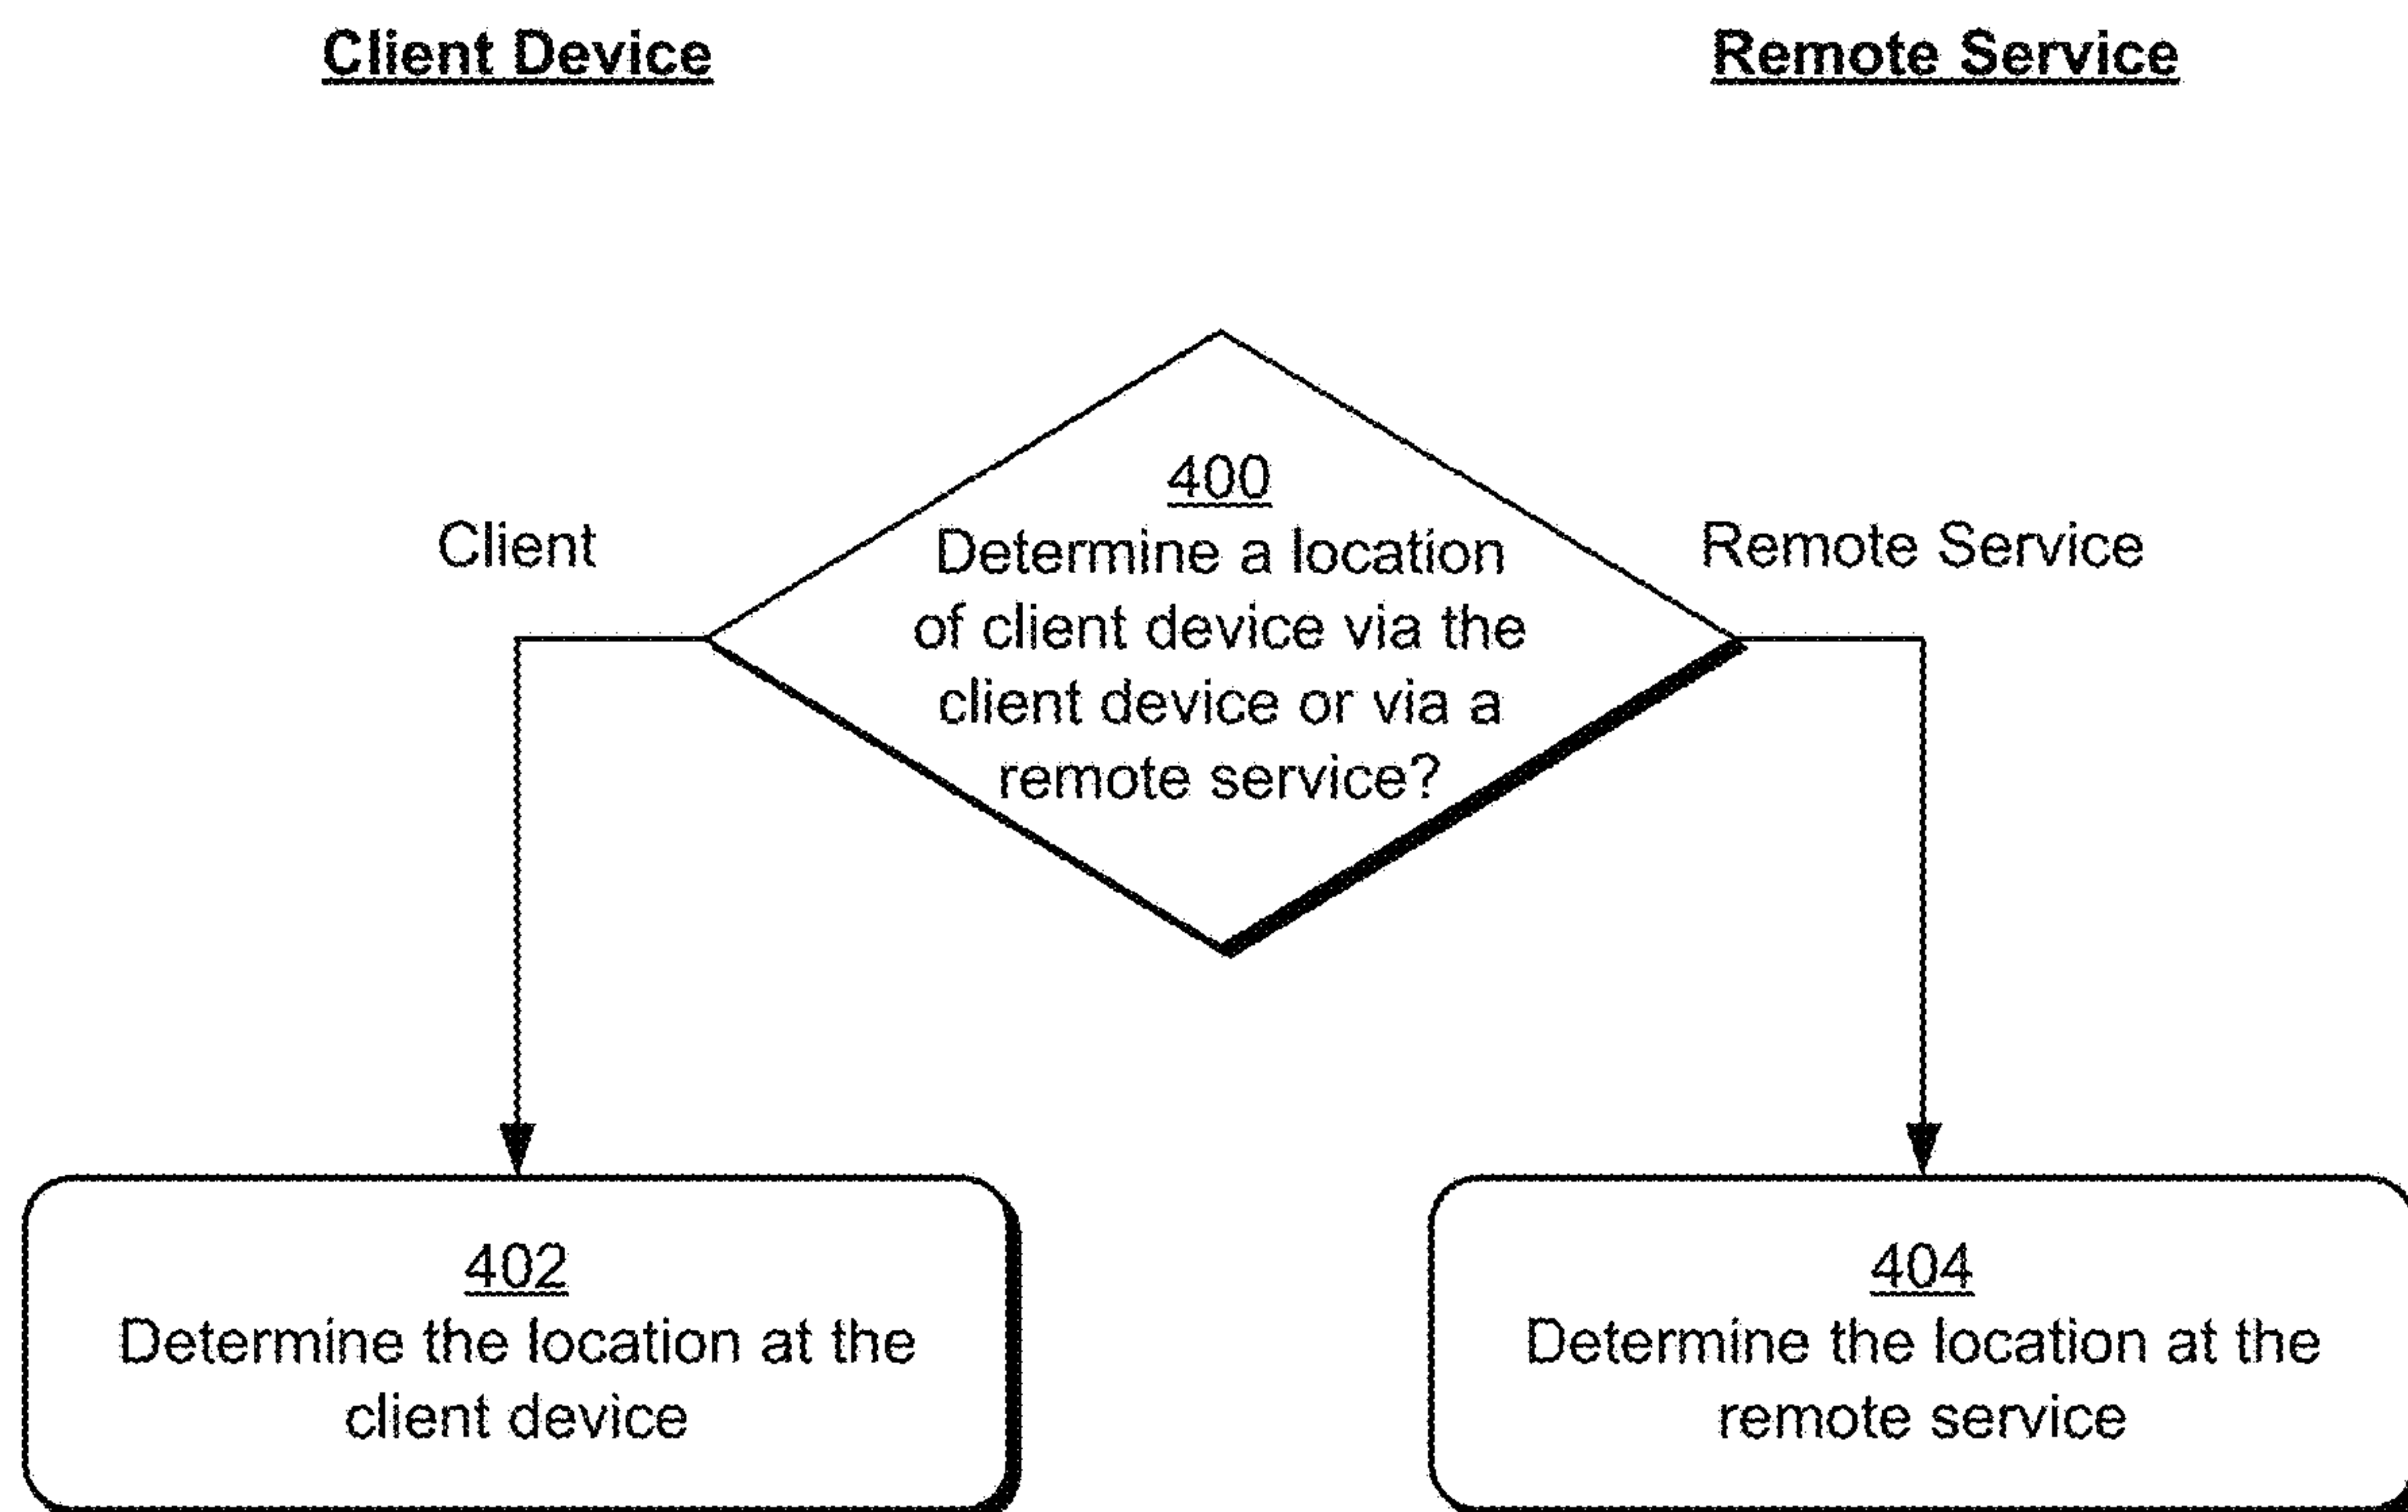 Client Device
Remote Service
400
Determine a location
of client device via the
client device or via a
remote service?
Client
Remote Service
402
Determine the location at the
client device
404
Determine the location at the
remote service